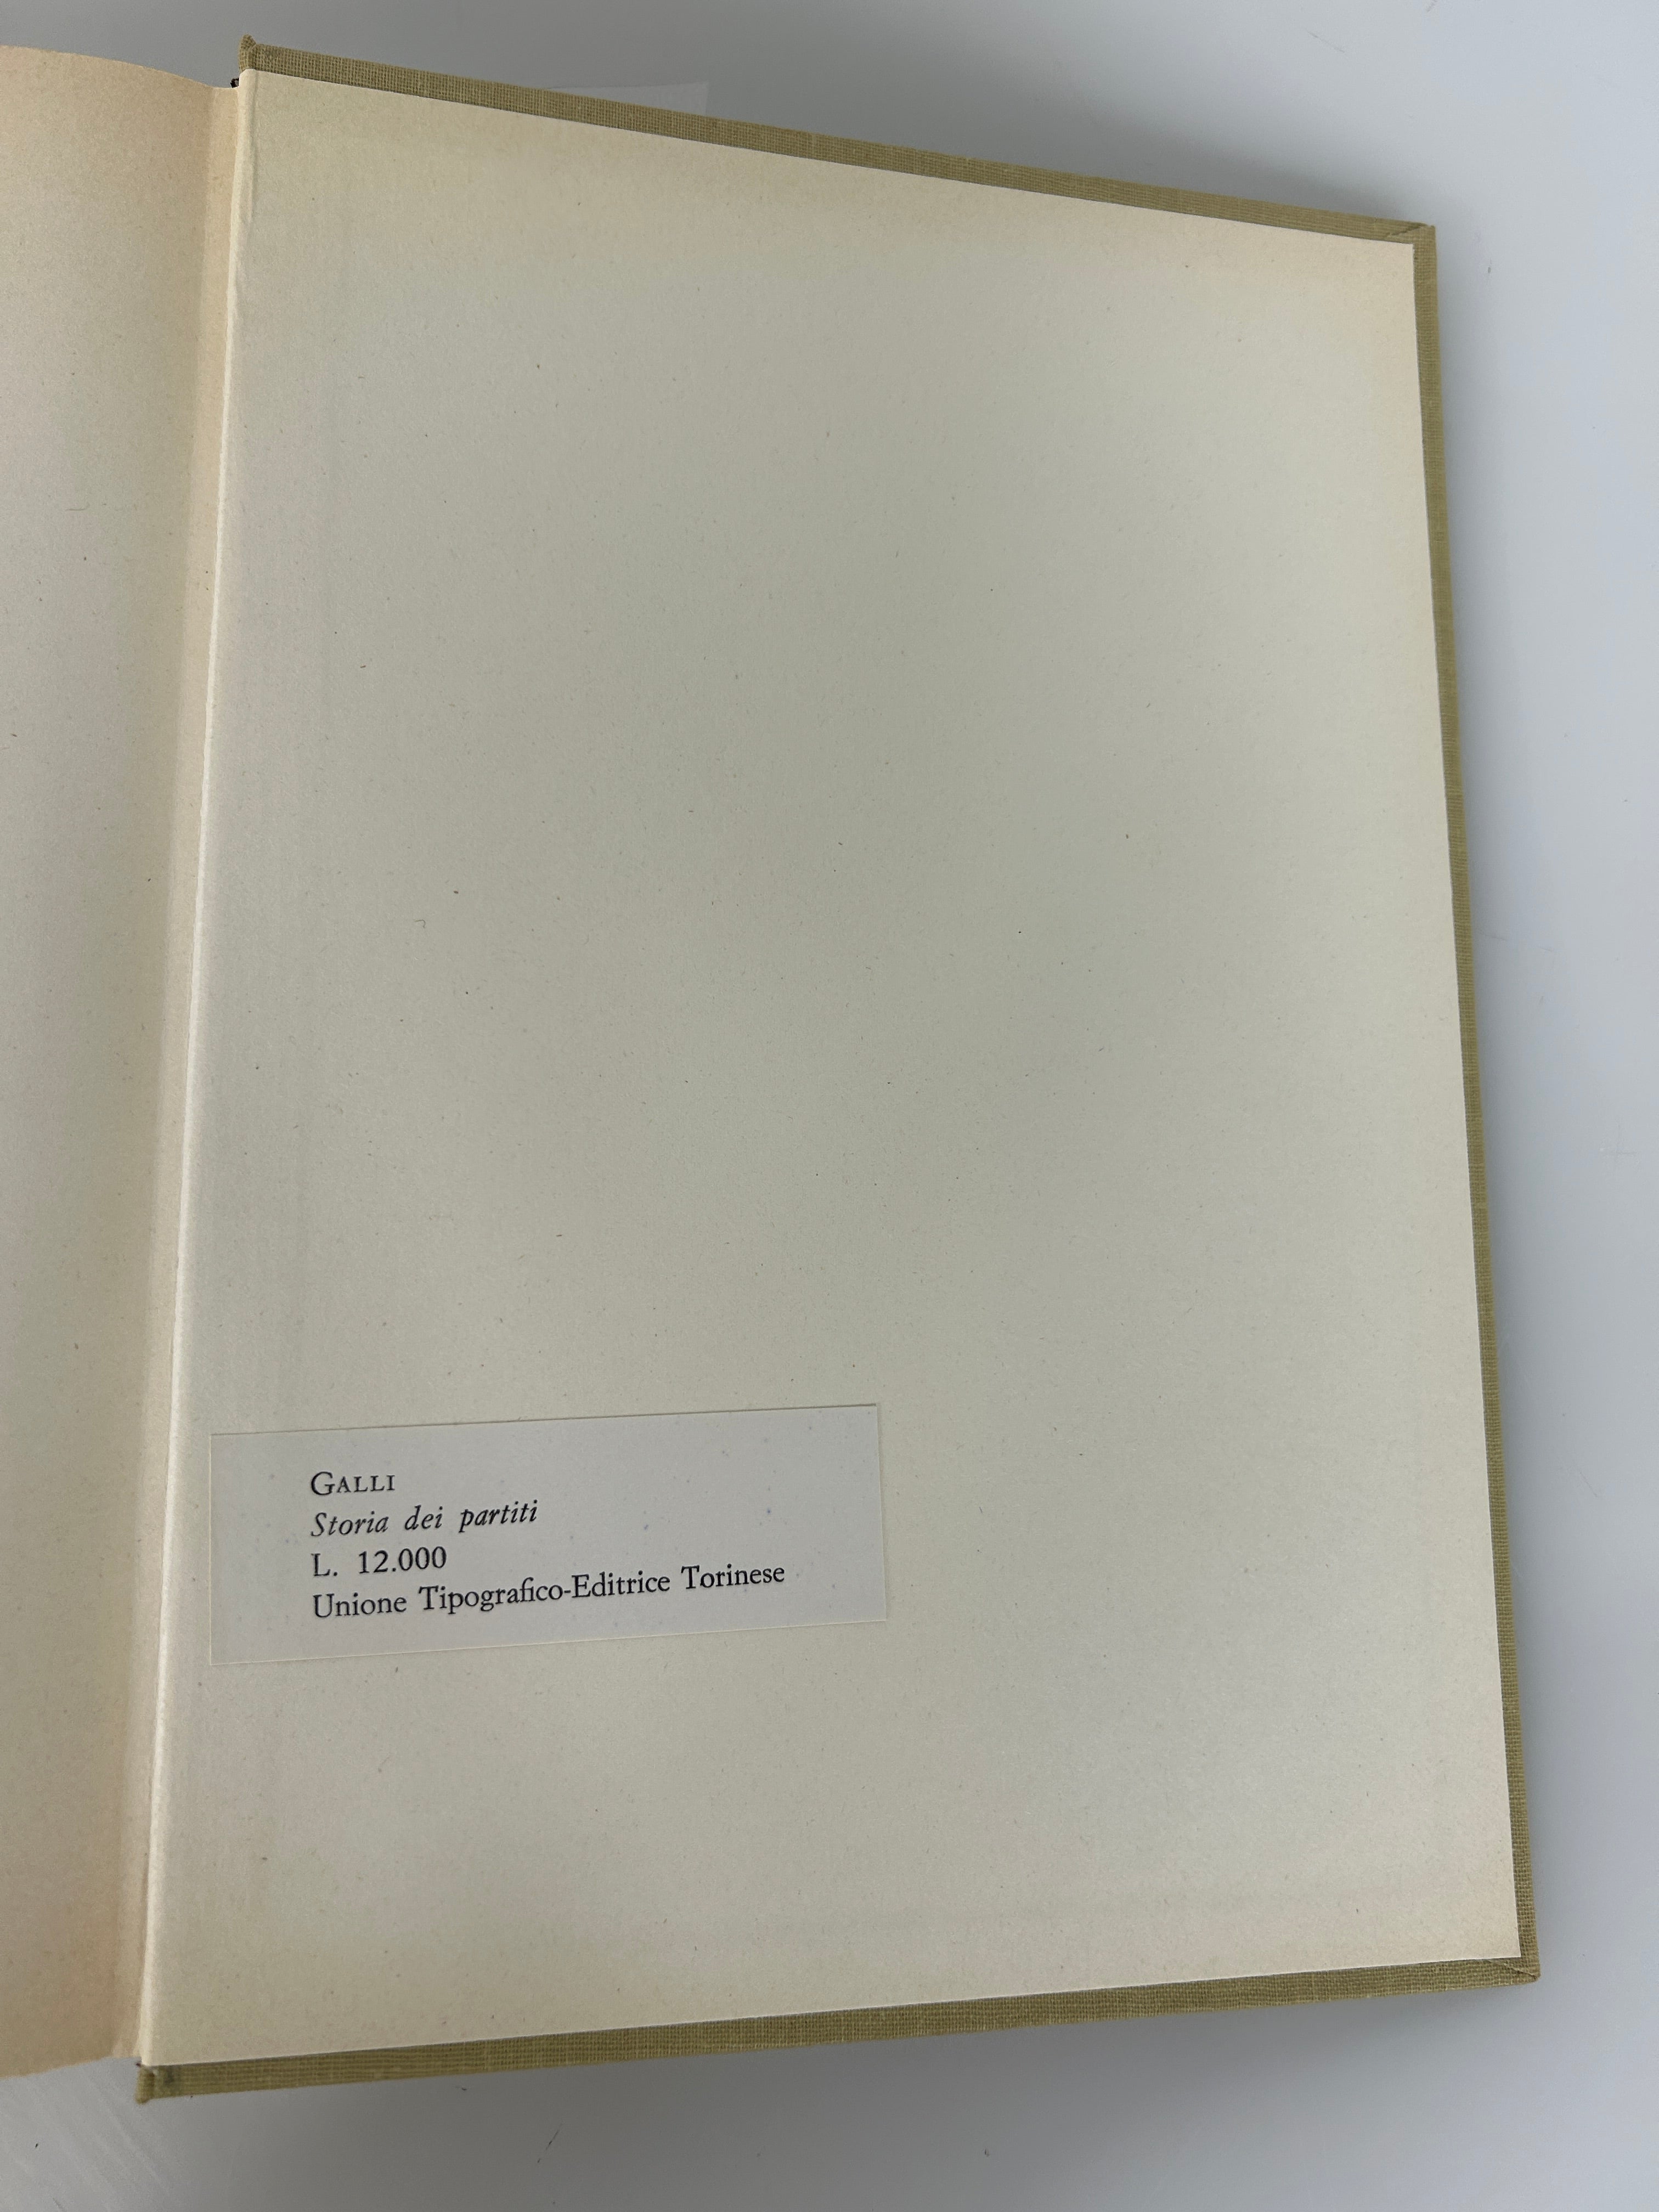 GALLI
Storia dei partiti
L. 12.000
Unione Tipografico-Editrice Torinese